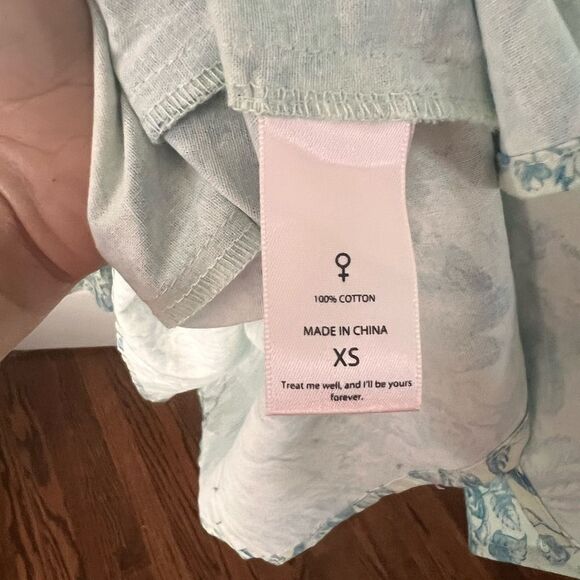 ♀
100% COTTON
MADE IN CHINA
XS
Treat me well, and I'll be yours
forever.